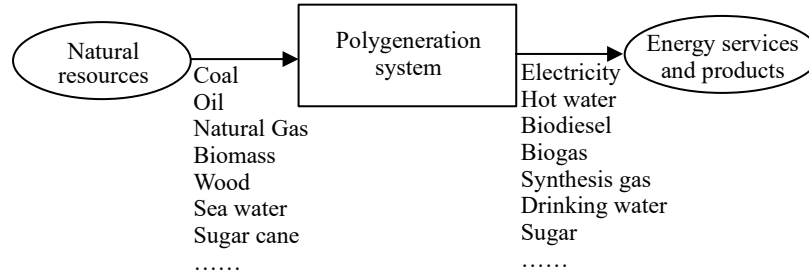 Natural
resources
Coal
Oil
Natural Gas
Biomass
Wood
Sea water
Sugar cane
……
Polygeneration
system
Electricity
Hot water
Biodiesel
Biogas
Synthesis gas
Drinking water
Sugar
……
Energy services
and products